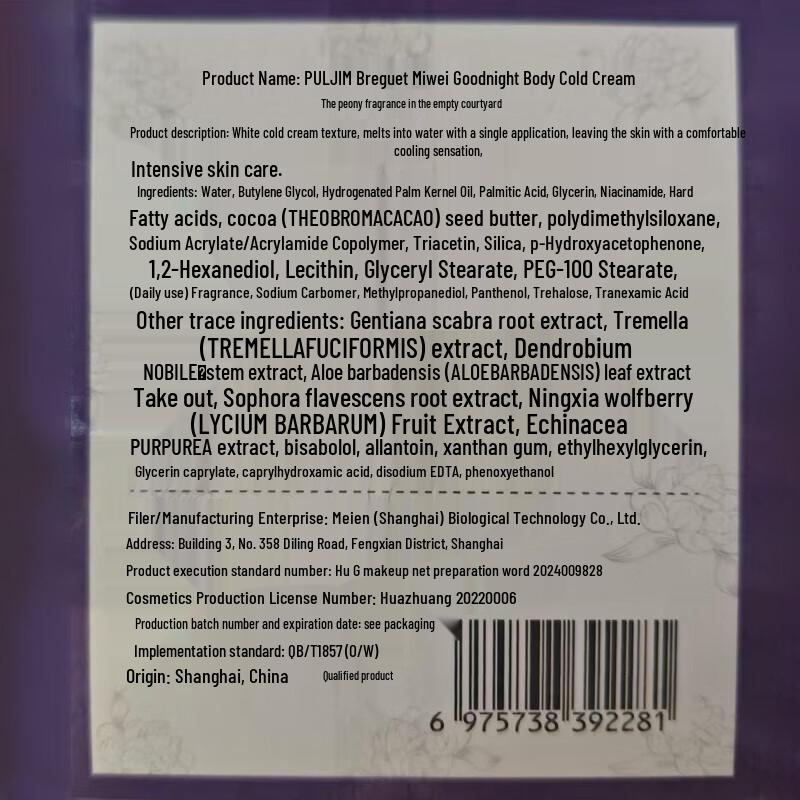 Product Name: PULJIM Breguet Miwei Goodnight Body Cold Cream
The peony fragrance in the empty courtyard
Product description: White cold cream texture, melts into water with a single application, leaving the skin with a comfortable
cooling sensation,
Intensive skin care.
Ingredients: Water, Butylene Glycol, Hydrogenated Palm Kernel Oil, Palmitic Acid, Glycerin, Niacinamide, Hard
Fatty acids, cocoa (THEOBROMACACAO) seed butter, polydimethylsiloxane,
Sodium Acrylate/Acrylamide Copolymer, Triacetin, Silica, p-Hydroxyacetophenone,
1,2-Hexanediol, Lecithin, Glyceryl Stearate, PEG-100 Stearate,
(Daily use) Fragrance, Sodium Carbomer, Methylpropanediol, Panthenol, Trehalose, Tranexamic Acid
Other trace ingredients: Gentiana scabra root extract, Tremella
(TREMELLAFUCIFORMIS) extract, Dendrobium
NOBILE stem extract, Aloe barbadensis (ALOEBARBADENSIS) leaf extract
Take out, Sophora flavescens root extract, Ningxia wolfberry
(LYCIUM BARBARUM) Fruit Extract, Echinacea
PURPUREA extract, bisabolol, allantoin, xanthan gum, ethylhexylglycerin,
Glycerin caprylate, caprylhydroxamic acid, disodium EDTA, phenoxyethanol
Filer/Manufacturing Enterprise: Meien (Shanghai) Biological Technology Co., Ltd.
Address: Building 3, No. 358 Diling Road, Fengxian District, Shanghai
Product execution standard number: Hu G makeup net preparation word 2024009828
Cosmetics Production License Number: Huazhuang 20220006
Production batch number and expiration date: see packaging
Implementation standard: QB/T1857 (O/W)
Origin: Shanghai, China
Qualified product
6 975738 392281